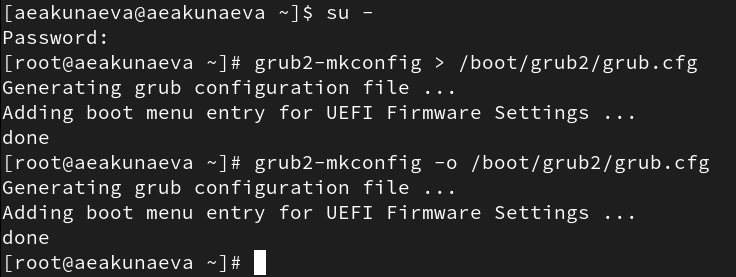 [aeakunaeva@aeakunaeva ~]$ su -
Password:
[root@aeakunaeva ~]# grub2-mkconfig > /boot/grub2/grub.cfg
Generating grub configuration file ...
Adding boot menu entry for UEFI Firmware Settings ...
done
[root@aeakunaeva ~]# grub2-mkconfig -o /boot/grub2/grub.cfg
Generating grub configuration file ...
Adding boot menu entry for UEFI Firmware Settings ...
done
[root@aeakunaeva ~]#